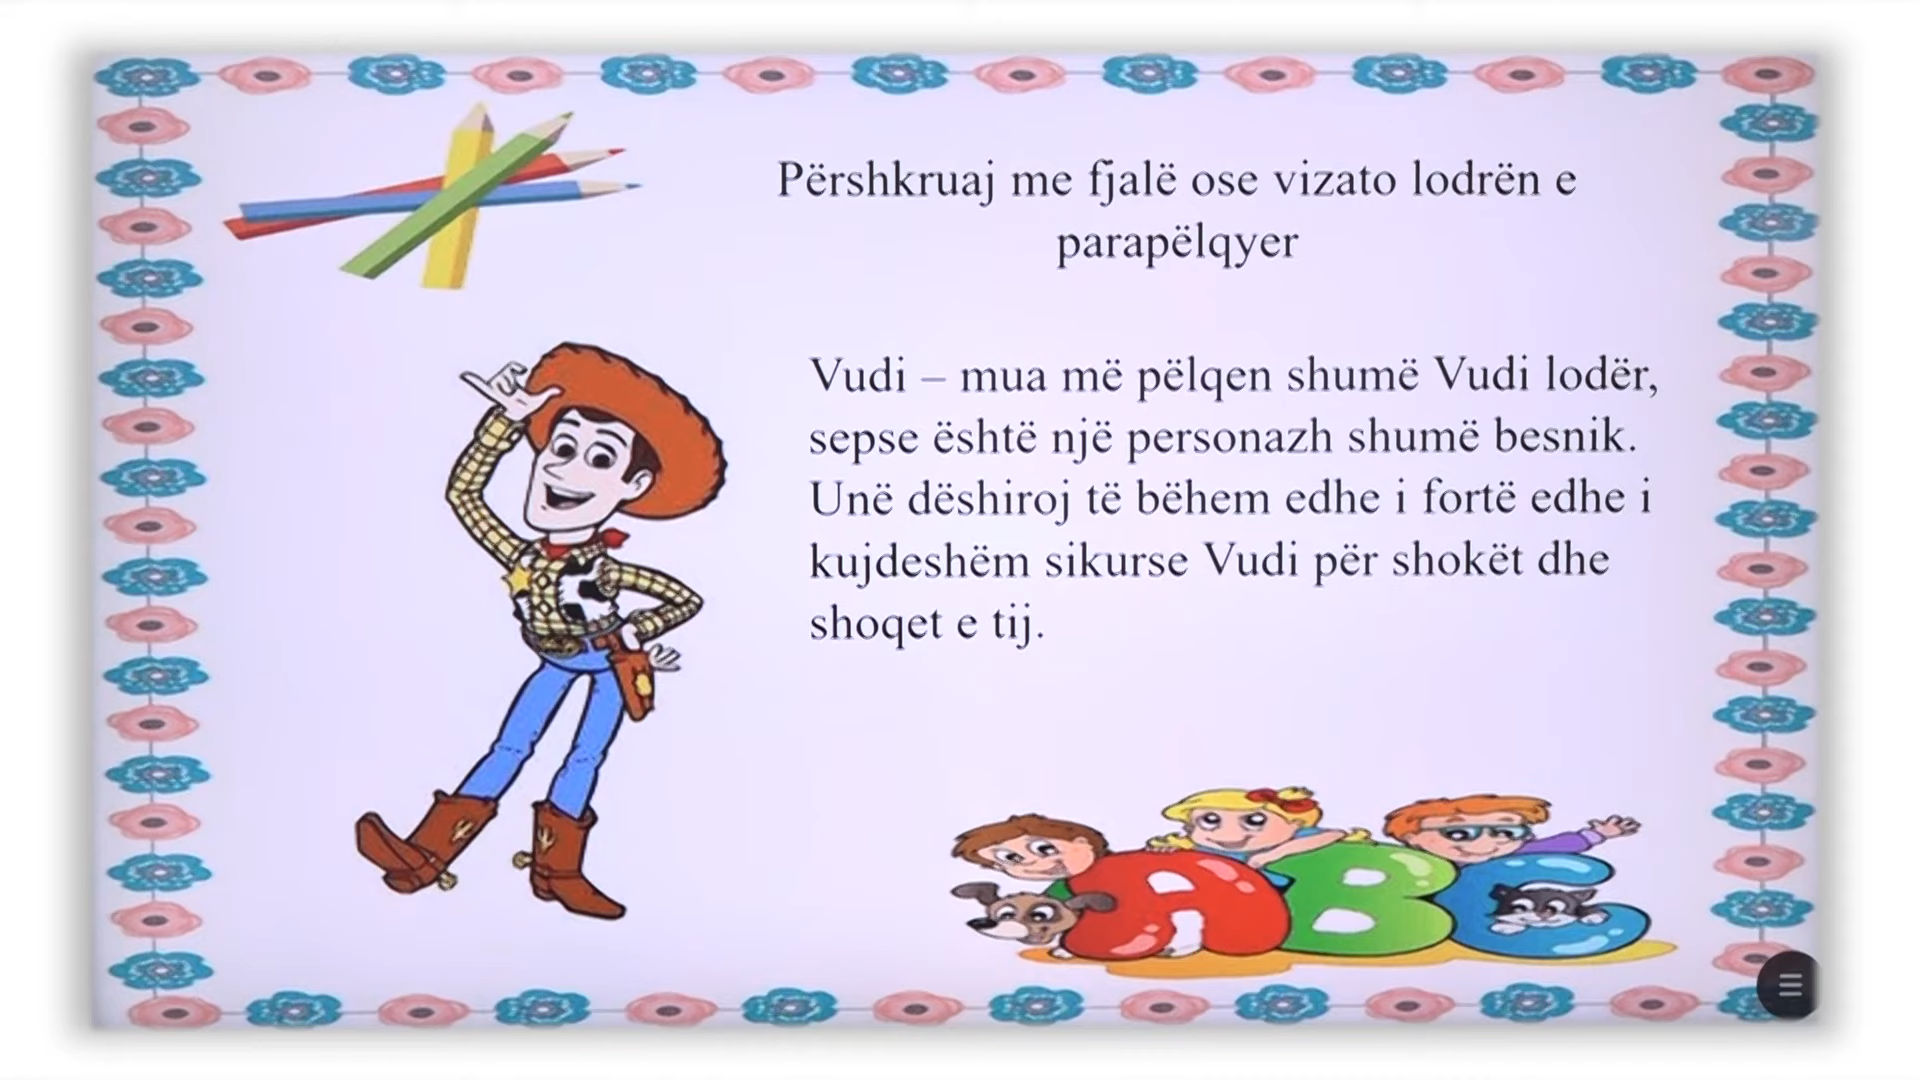 Përshkruaj me fjalë ose vizato lodrën e
parapëlqyer
Vudi – mua më pëlqen shumë Vudi lodër,
sepse është një personazh shumë besnik.
Unë dëshiroj të bëhem edhe i fortë edhe i
kujdeshëm sikurse Vudi për shokët dhe
shoqet e tij.
ABC